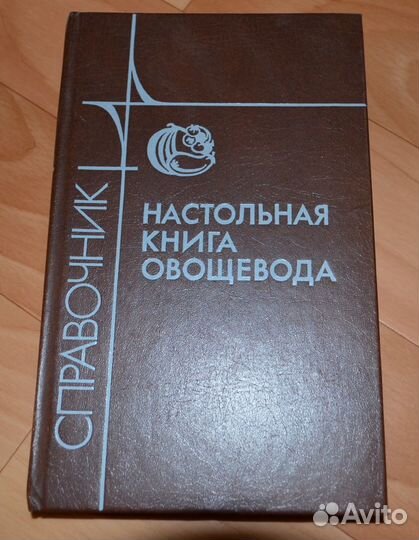 СПРАВОЧНИК
НАСТОЛЬНАЯ
КНИГА
ОВОЩЕВОДА
Avito